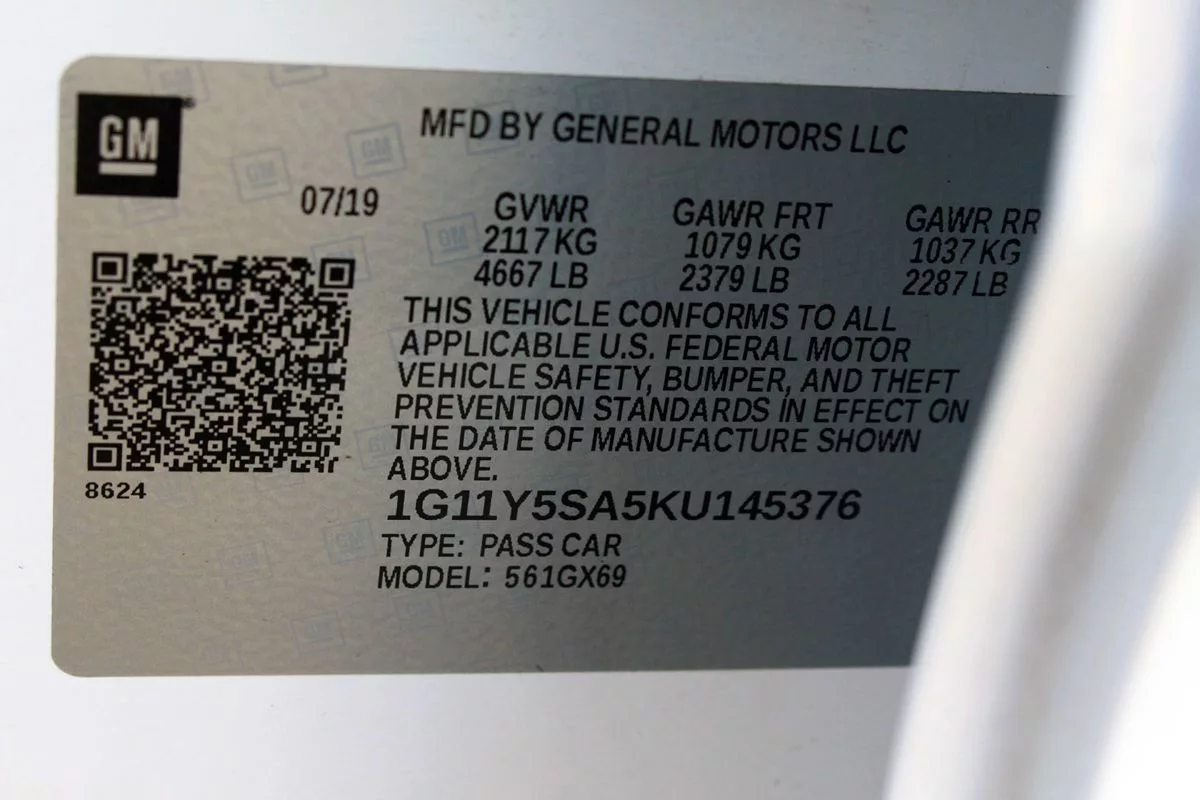 GM
MFD BY GENERAL MOTORS LLC
07/19 GVWR GAWR FRT GAWR RR
2117 KG 1079 KG 1037 KG
4667 LB 2379 LB 2287 LB
THIS VEHICLE CONFORMS TO ALL
APPLICABLE U.S. FEDERAL MOTOR
VEHICLE SAFETY, BUMPER, AND THEFT
PREVENTION STANDARDS IN EFFECT ON
THE DATE OF MANUFACTURE SHOWN
ABOVE.
8624
1G11Y5SA5KU145376
TYPE: PASS CAR
MODEL: 561GX69